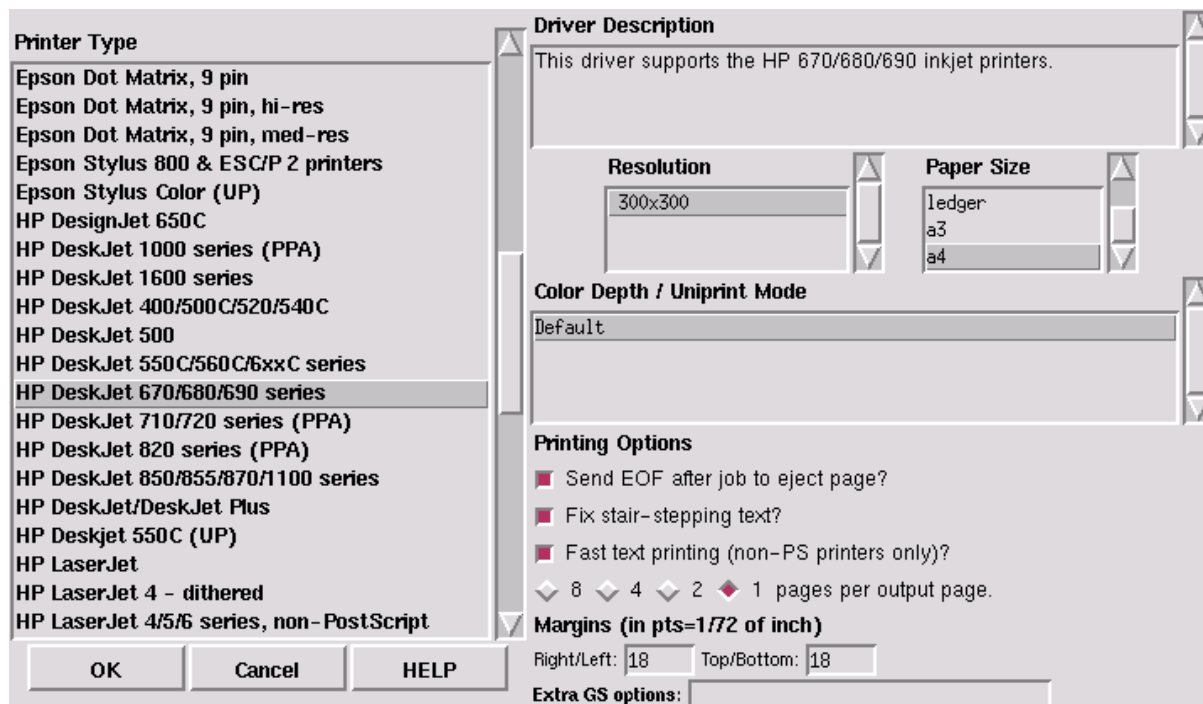 Printer Type
Epson Dot Matrix, 9 pin
Epson Dot Matrix, 9 pin, hi-res
Epson Dot Matrix, 9 pin, med-res
Epson Stylus 800 & ESC/P 2 printers
Epson Stylus Color (UP)
HP DesignJet 650C
HP DeskJet 1000 series (PPA)
HP DeskJet 1600 series
HP DeskJet 400/500C/520/540C
HP DeskJet 500
HP DeskJet 550C/560C/6xxC series
HP DeskJet 670/680/690 series
HP DeskJet 710/720 series (PPA)
HP DeskJet 820 series (PPA)
HP DeskJet 850/855/870/1100 series
HP DeskJet/DeskJet Plus
HP Deskjet 550C (UP)
HP LaserJet
HP LaserJet 4 - dithered
HP LaserJet 4/5/6 series, non-PostScript
OK Cancel HELP
Driver Description
This driver supports the HP 670/680/690 inkjet printers.
Resolution
300x300
Paper Size
ledger
a3
a4
Color Depth / Uniprint Mode
Default
Printing Options
Send EOF after job to eject page?
Fix stair-stepping text?
Fast text printing (non-PS printers only)?
8 4 2 1 pages per output page.
Margins (in pts=1/72 of inch)
Right/Left: 18 Top/Bottom: 18
Extra GS options: